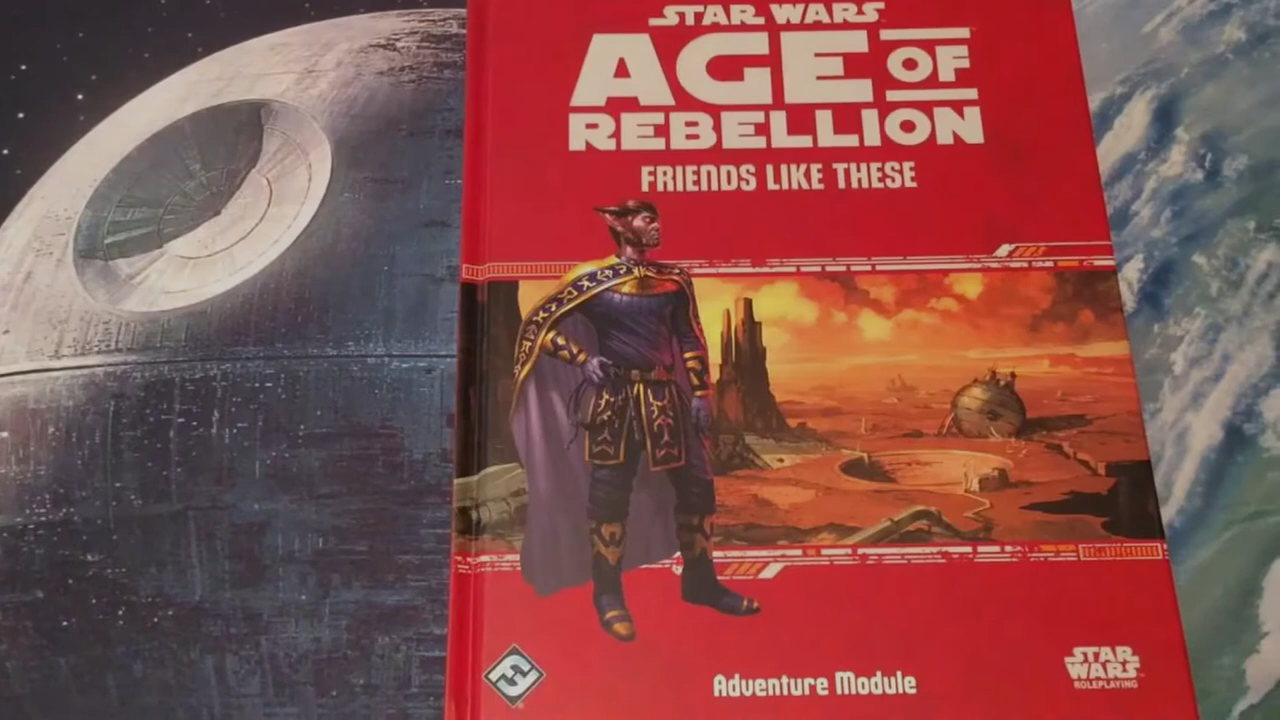 STAR WARS
AGE OF
REBELLION
FRIENDS LIKE THESE
Adventure Module
STAR
WARS
ROLEPLAYING